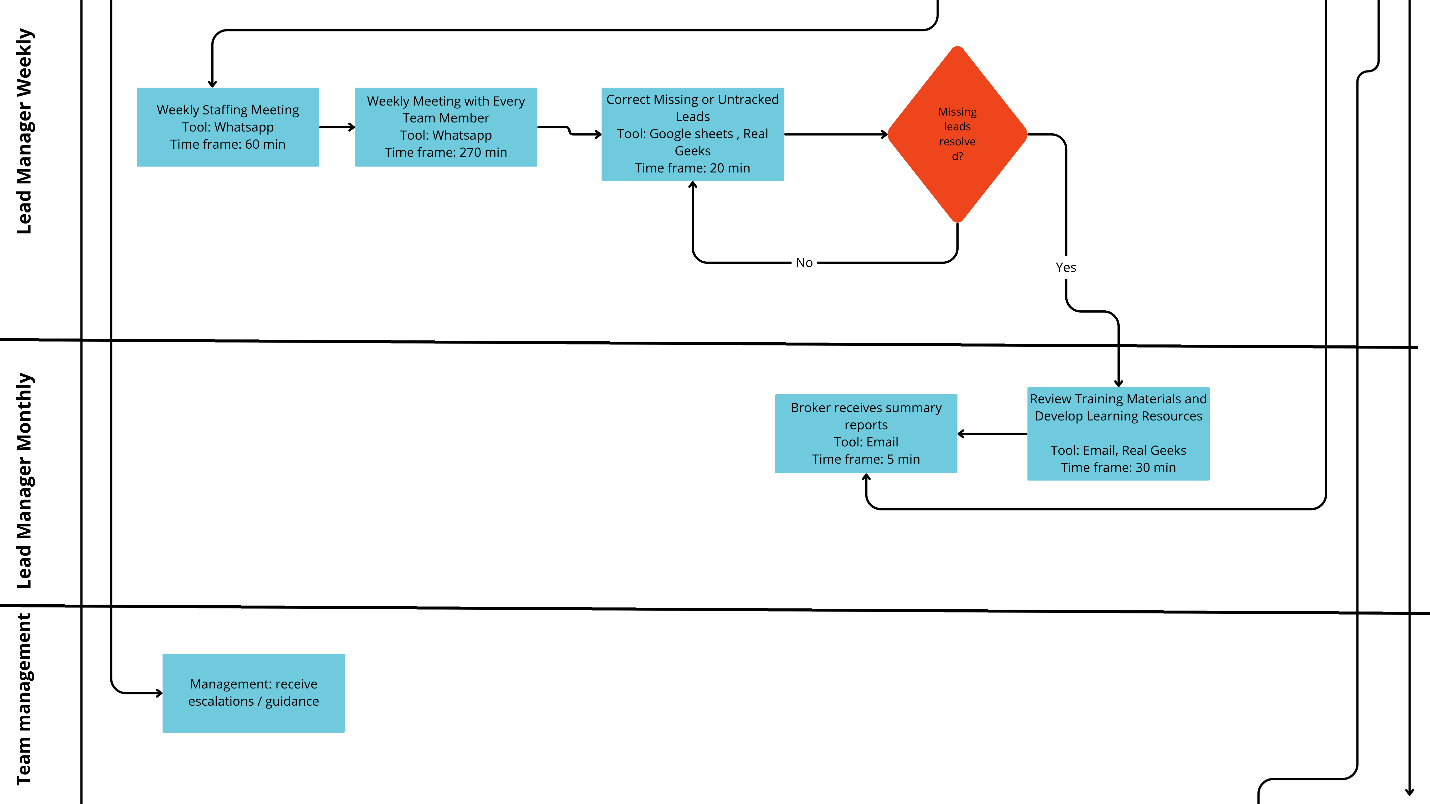 Lead Manager Weekly
Weekly Staffing Meeting
Tool: Whatsapp
Time frame: 60 min
Weekly Meeting with Every
Team Member
Tool: Whatsapp
Time frame: 270 min
Correct Missing or Untracked
Leads
Tool: Google sheets , Real
Geeks
Time frame: 20 min
Missing
leads
resolve
d?
No
Yes
Lead Manager Monthly
Broker receives summary
reports
Tool: Email
Time frame: 5 min
Review Training Materials and
Develop Learning Resources
Tool: Email, Real Geeks
Time frame: 30 min
Team management
Management: receive
escalations / guidance